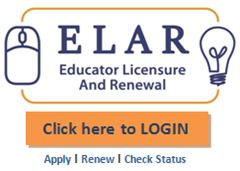 ELAR
Educator Licensure
And Renewal
Click here to LOGIN
Apply | Renew | Check Status